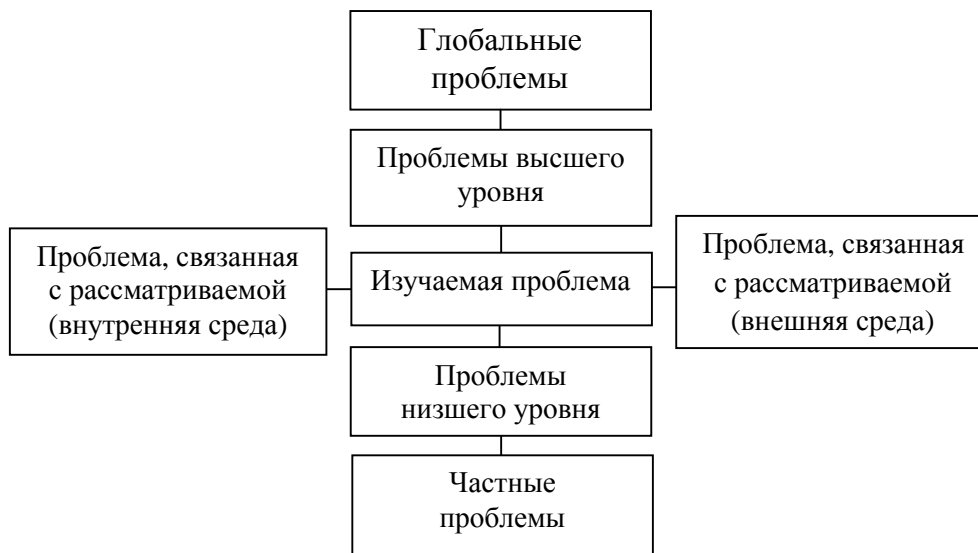 Глобальные
проблемы
Проблемы высшего
уровня
Проблема, связанная
с рассматриваемой
(внутренняя среда)
Изучаемая проблема
Проблема, связанная
с рассматриваемой
(внешняя среда)
Проблемы
низшего уровня
Частные
проблемы